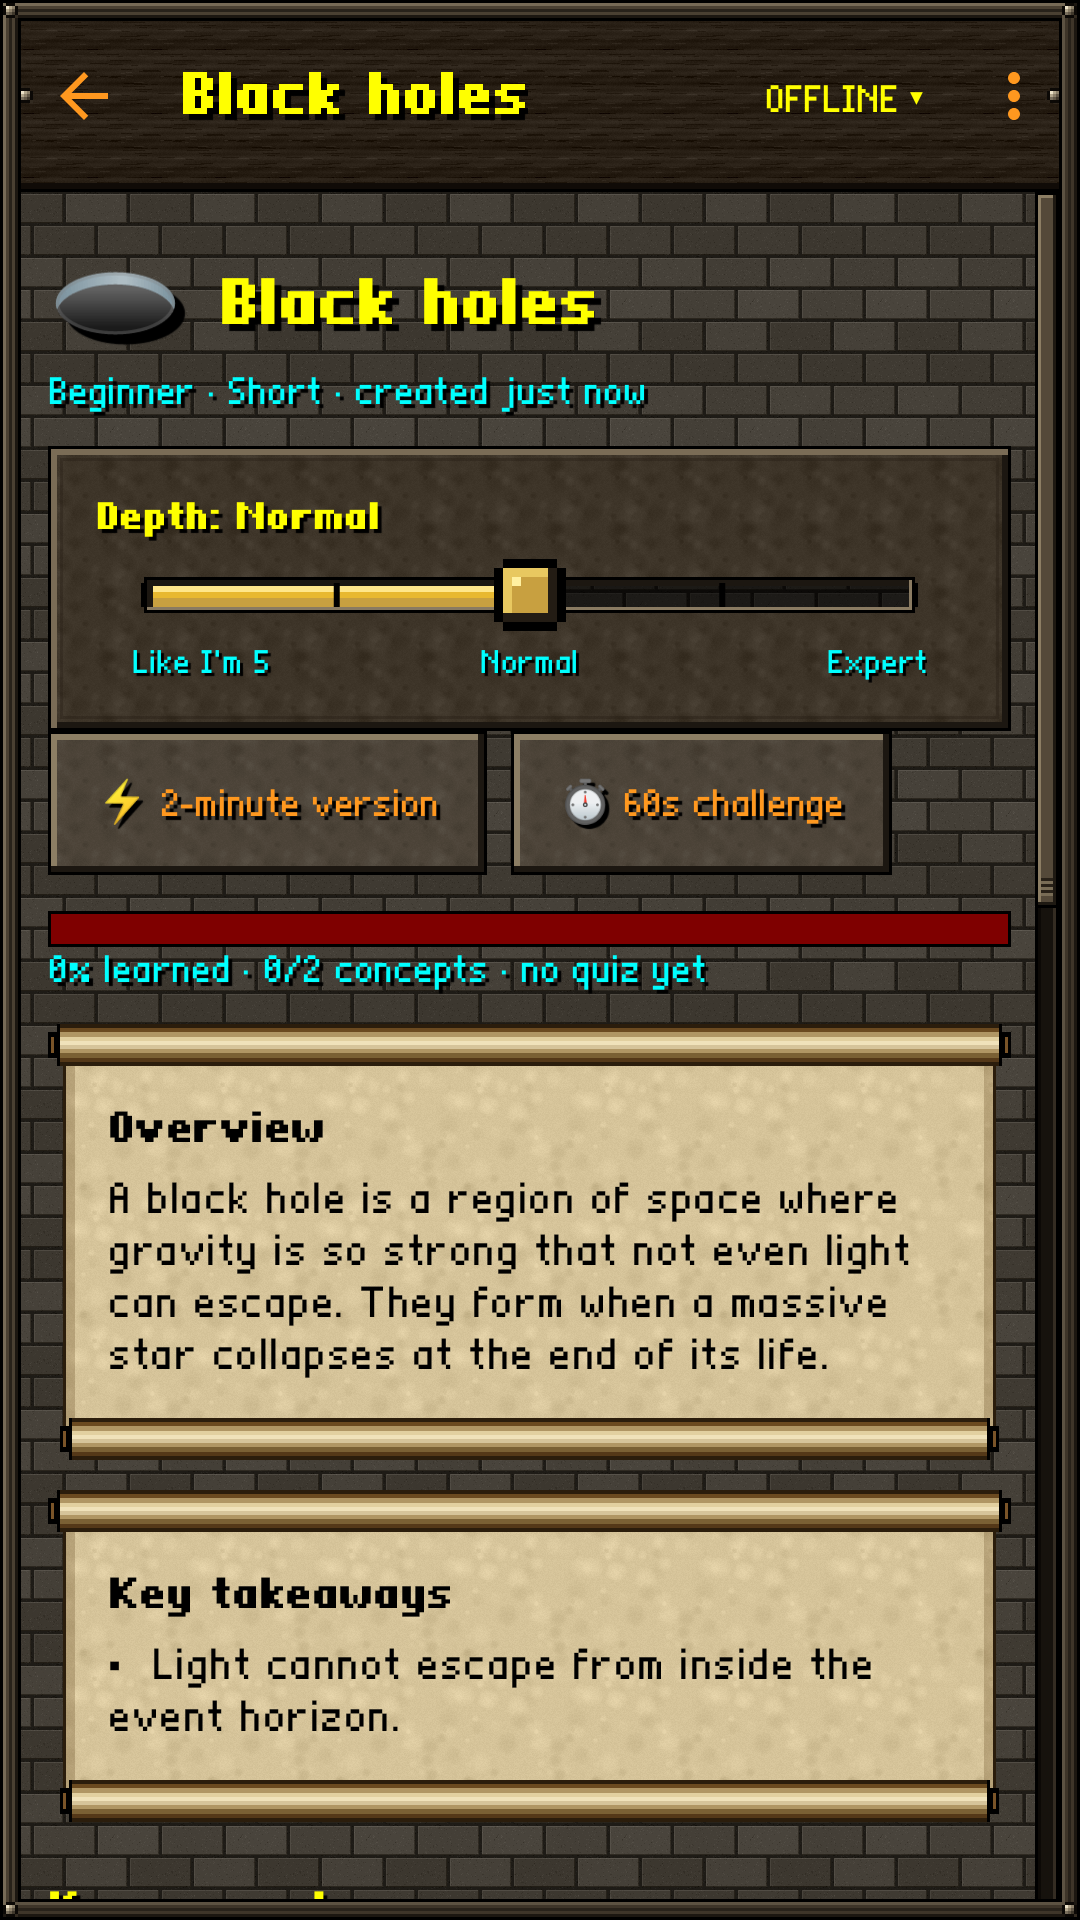 Black holes
OFFLINE ▾
Black holes
Beginner · Short · created just now
Depth: Normal
Like I'm 5
Normal
Expert
⚡ 2-minute version
⏱ 60s challenge
0% learned · 0/2 concepts · no quiz yet
Overview
A black hole is a region of space where
gravity is so strong that not even light
can escape. They form when a massive
star collapses at the end of its life.
Key takeaways
▪ Light cannot escape from inside the
event horizon.